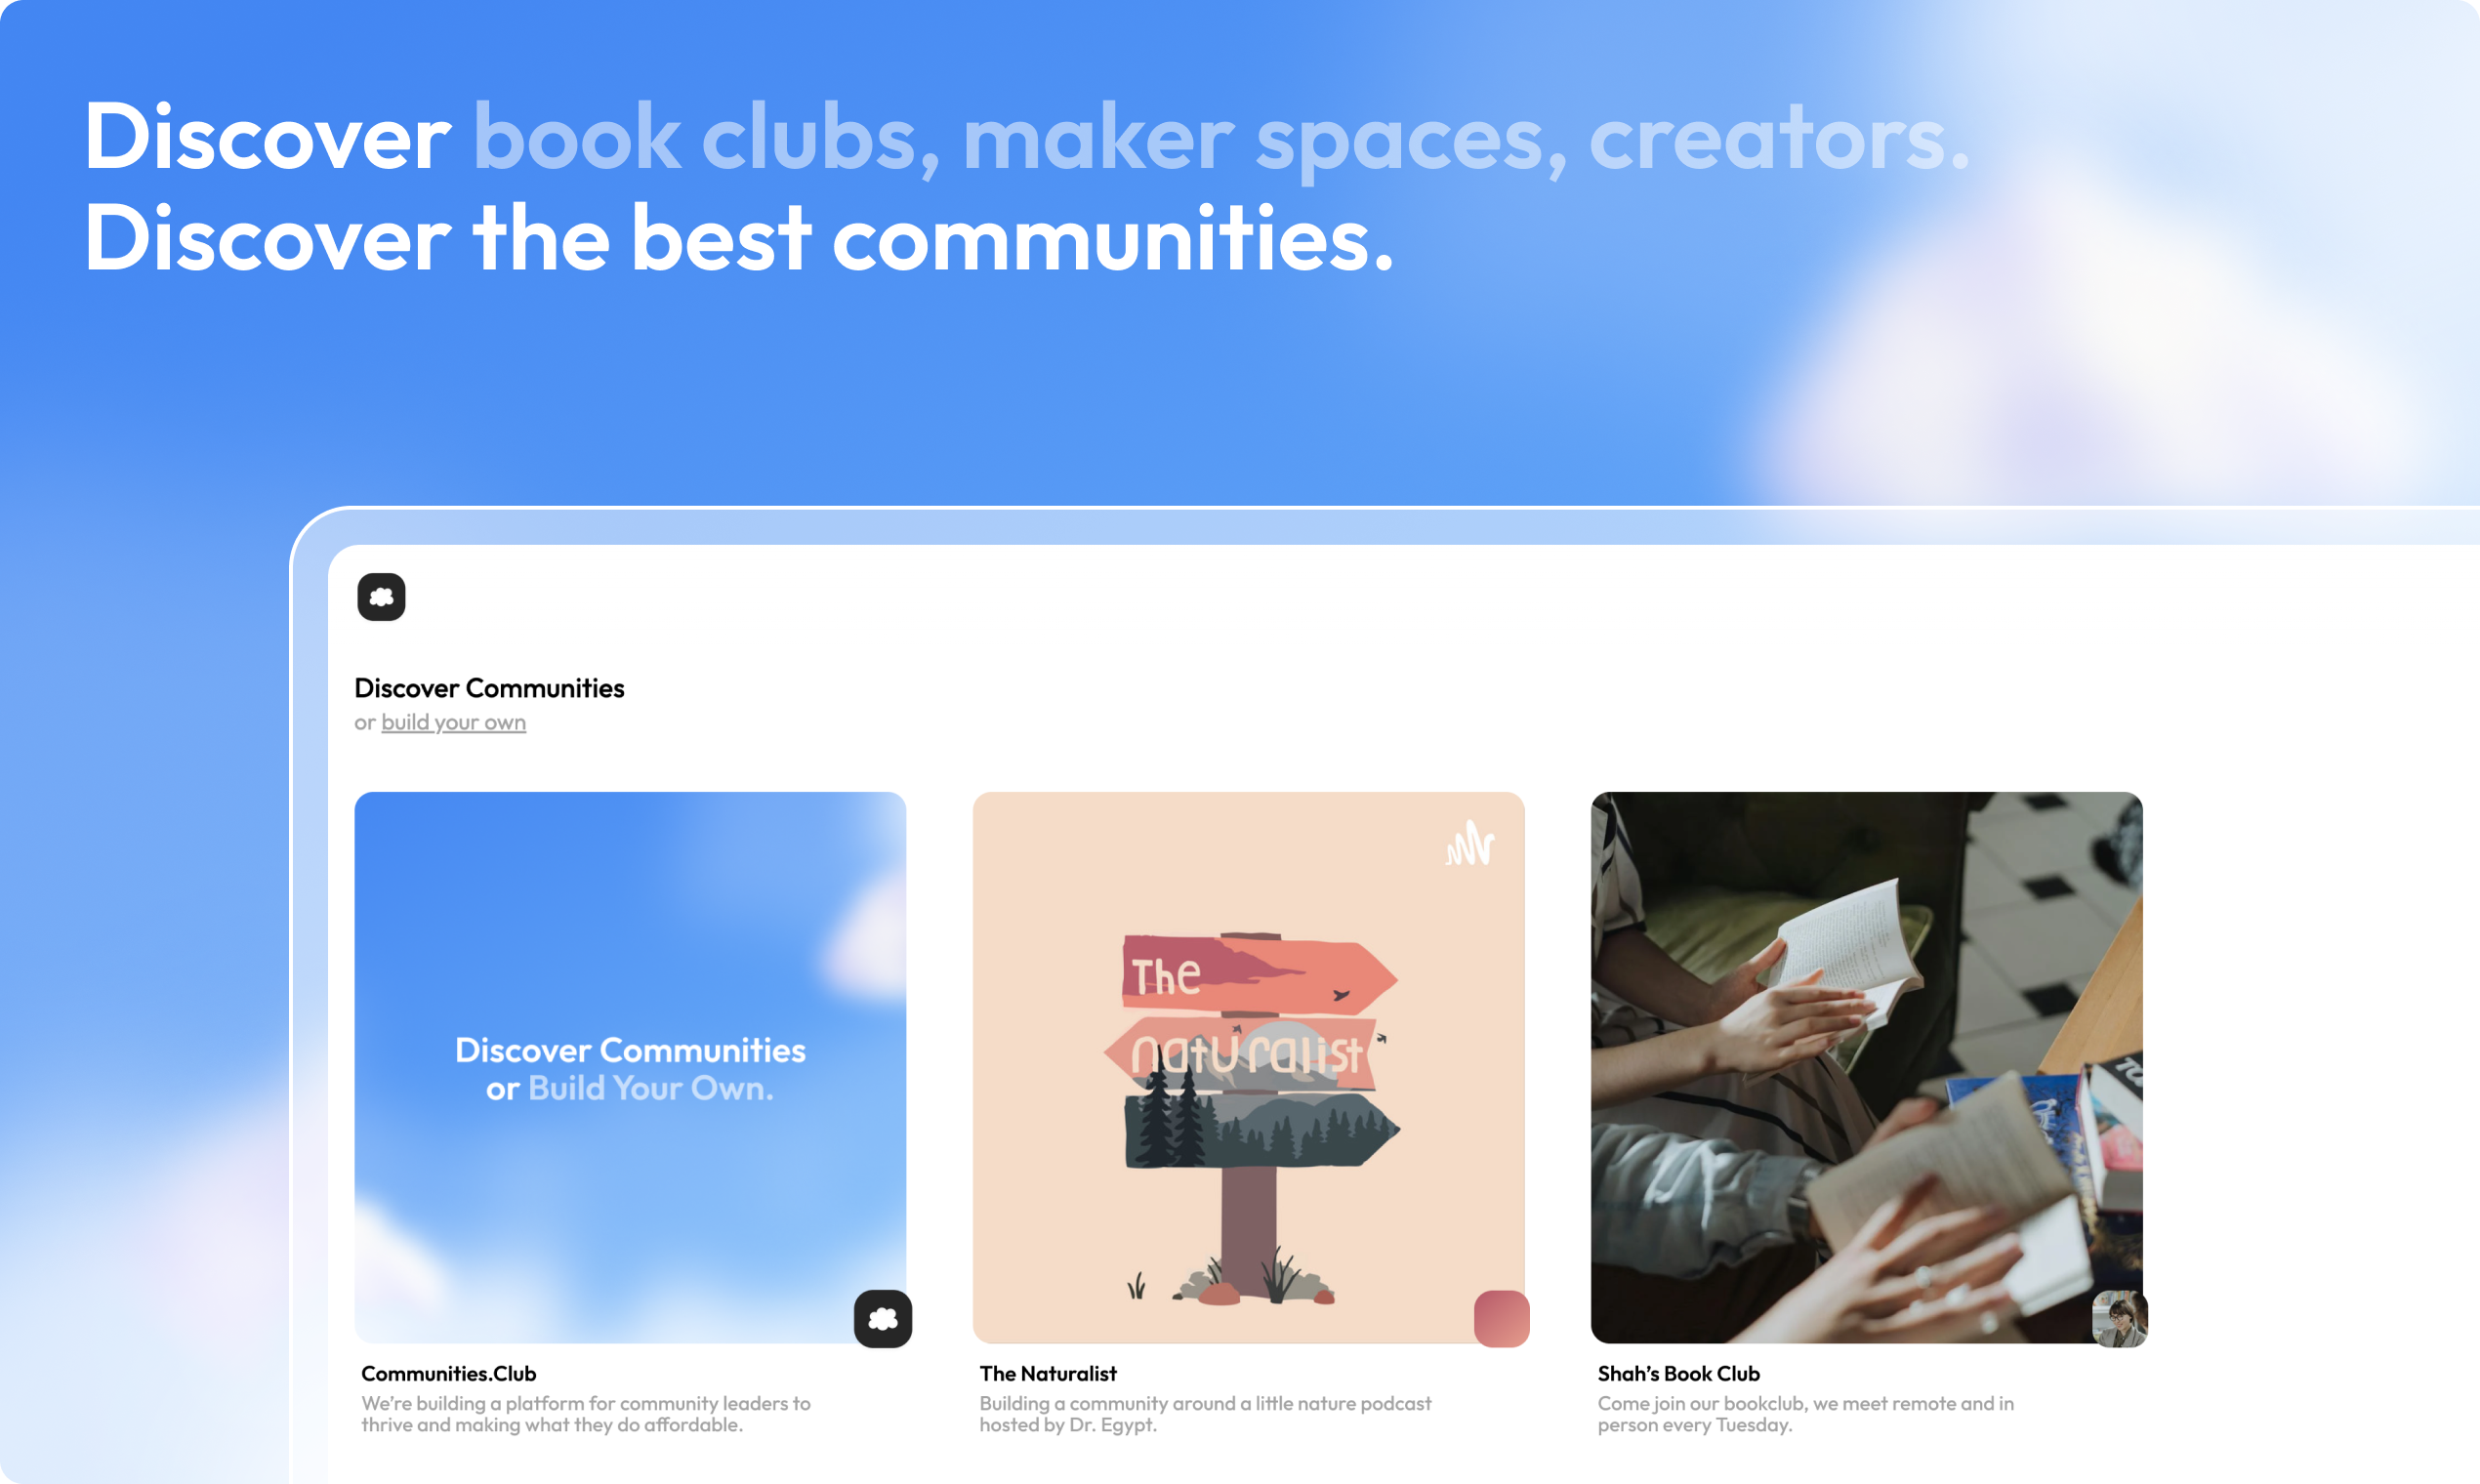 Discover book clubs, maker spaces, creators.
Discover the best communities.
Discover Communities
or build your own
Discover Communities
or Build Your Own.
The
Naturalist
Communities.Club
We're building a platform for community leaders to
thrive and making what they do affordable.
The Naturalist
Building a community around a little nature podcast
hosted by Dr. Egypt.
Shah's Book Club
Come join our bookclub, we meet remote and in
person every Tuesday.